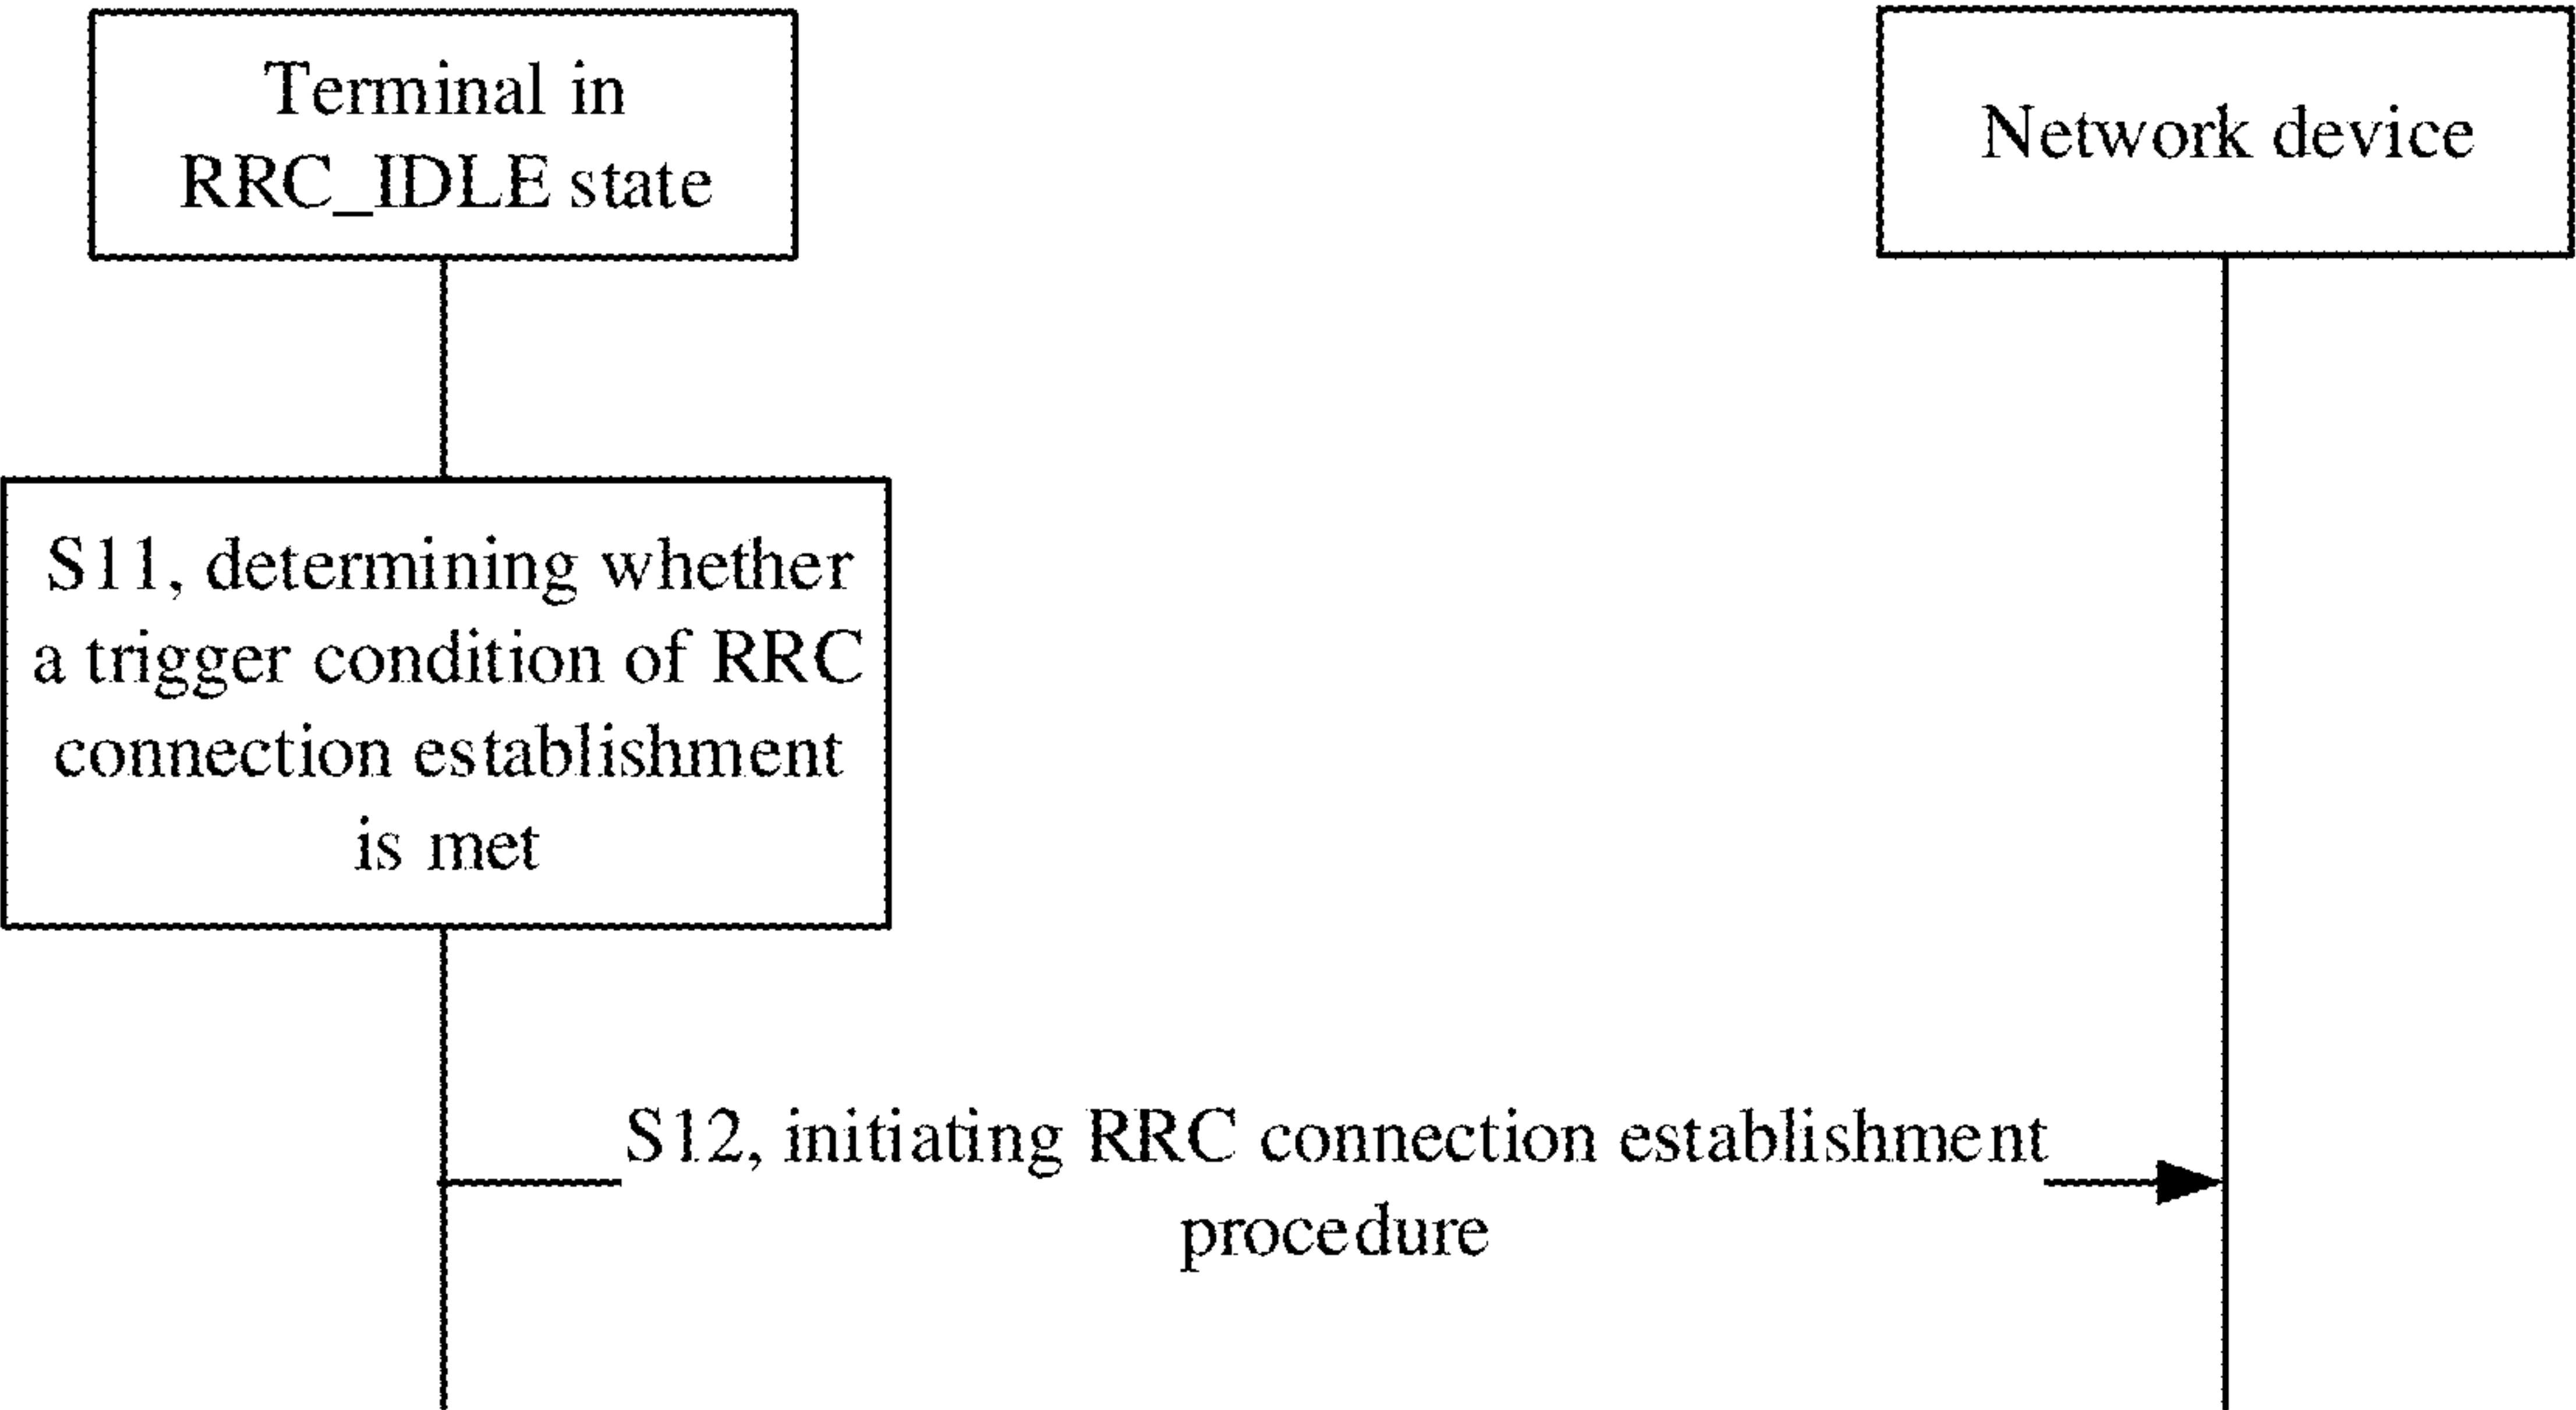 Terminal in
RRC_IDLE state
Network device
S11, determining whether
a trigger condition of RRC
connection establishment
is met
S12, initiating RRC connection establishment
procedure